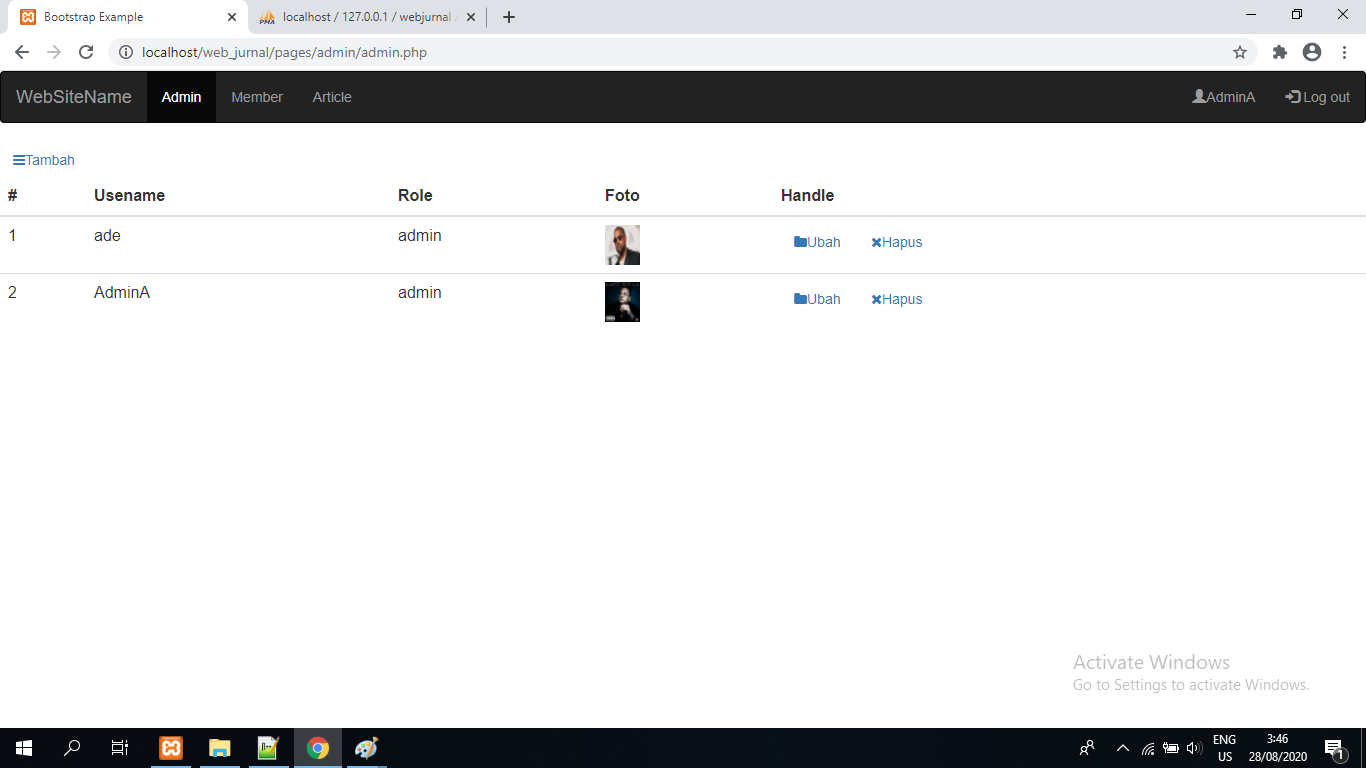 Bootstrap Example
localhost / 127.0.0.1 / webjurnal /
localhost/web_jurnal/pages/admin/admin.php
WebSiteName Admin Member Article AdminA Log out
Tambah
# Usename Role Foto Handle
1 ade admin Ubah Hapus
2 AdminA admin Ubah Hapus
Activate Windows
Go to Settings to activate Windows.
ENG 3:46
US 28/08/2020 1